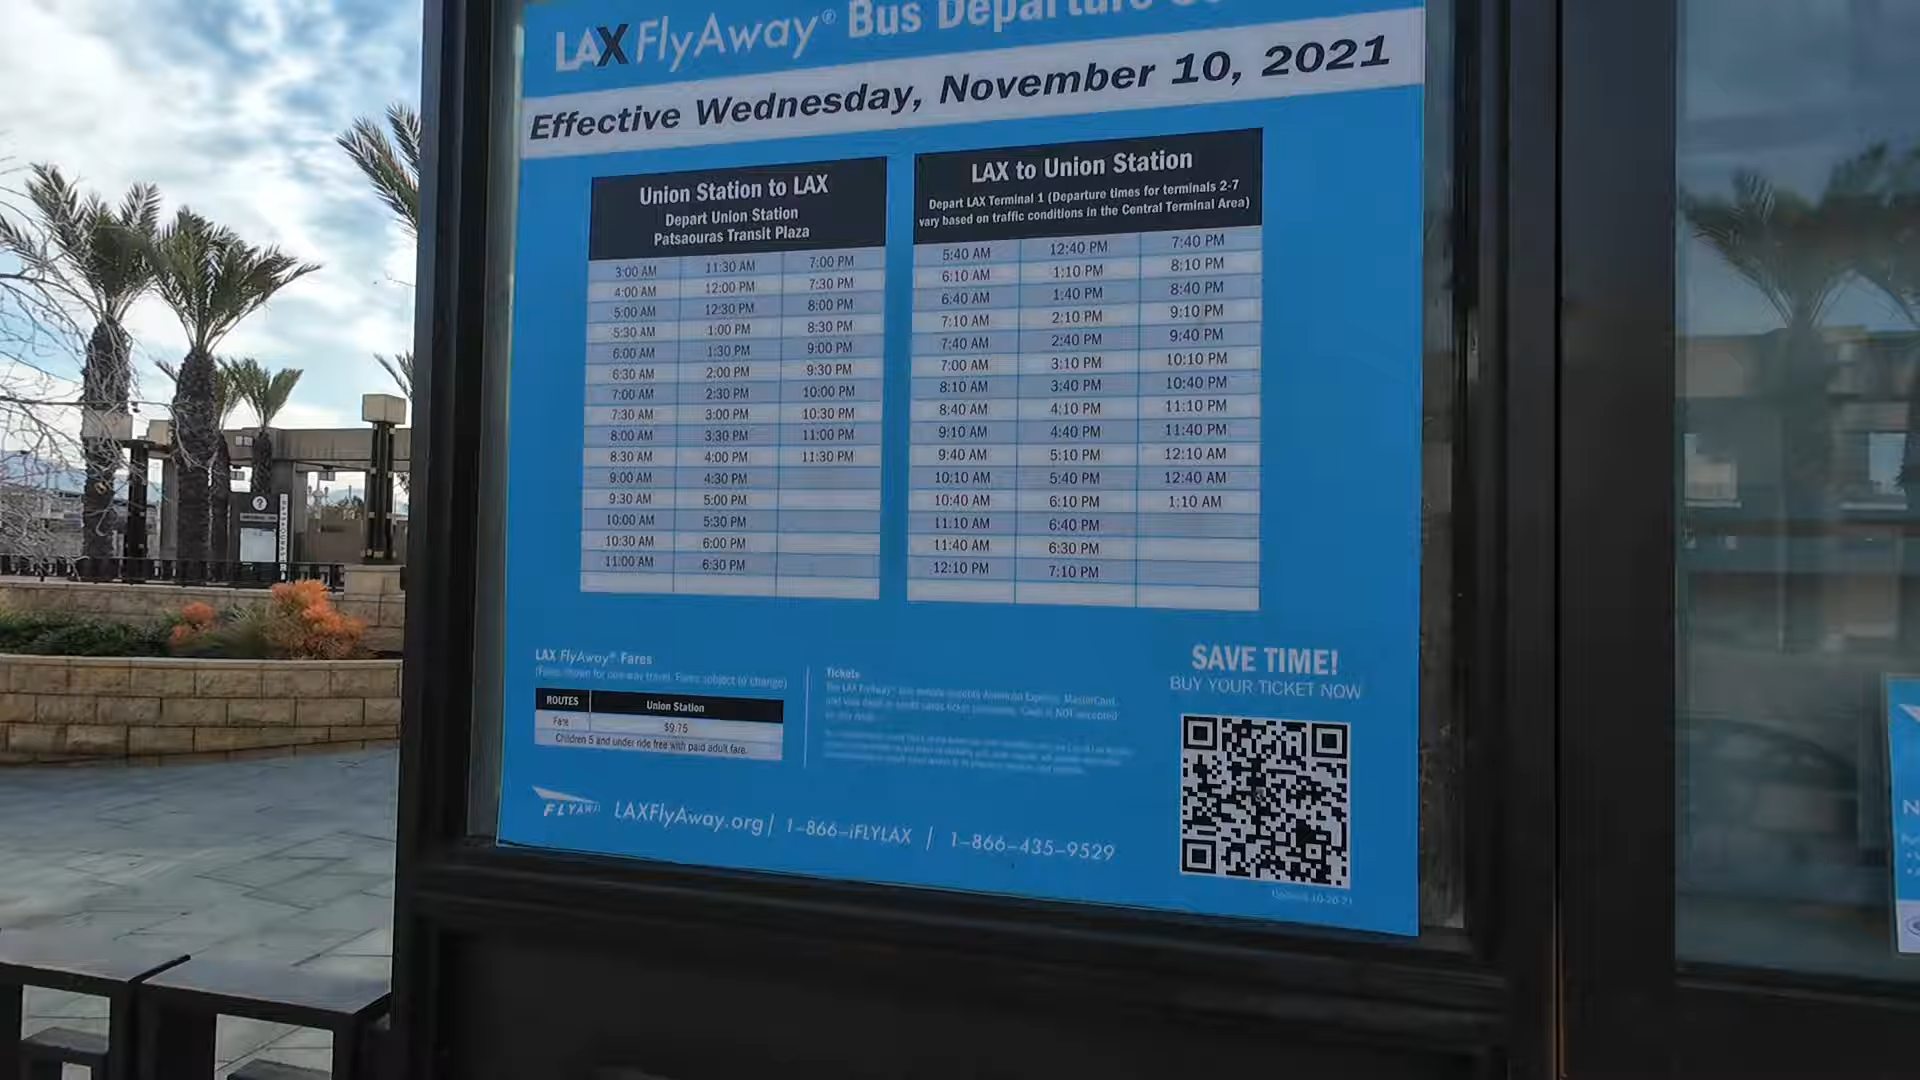 LAX FlyAway® Bus Departure
Effective Wednesday, November 10, 2021
Union Station to LAX
Depart Union Station
Patsaouras Transit Plaza
3:00 AM 11:30 AM 7:00 PM
4:00 AM 12:00 PM 7:30 PM
5:00 AM 12:30 PM 8:00 PM
5:30 AM 1:00 PM 8:30 PM
6:00 AM 1:30 PM 9:00 PM
6:30 AM 2:00 PM 9:30 PM
7:00 AM 2:30 PM 10:00 PM
7:30 AM 3:00 PM 10:30 PM
8:00 AM 3:30 PM 11:00 PM
8:30 AM 4:00 PM 11:30 PM
9:00 AM 4:30 PM
9:30 AM 5:00 PM
10:00 AM 5:30 PM
10:30 AM 6:00 PM
11:00 AM 6:30 PM
LAX to Union Station
Depart LAX Terminal 1 (Departure times for terminals 2-7
vary based on traffic conditions in the Central Terminal Area)
5:40 AM 12:40 PM 7:40 PM
6:10 AM 1:10 PM 8:10 PM
6:40 AM 1:40 PM 8:40 PM
7:10 AM 2:10 PM 9:10 PM
7:40 AM 2:40 PM 9:40 PM
7:00 AM 3:10 PM 10:10 PM
8:10 AM 3:40 PM 10:40 PM
8:40 AM 4:10 PM 11:10 PM
9:10 AM 4:40 PM 11:40 PM
9:40 AM 5:10 PM 12:10 AM
10:10 AM 5:40 PM 12:40 AM
10:40 AM 6:10 PM 1:10 AM
11:10 AM 6:40 PM
11:40 AM 6:30 PM
12:10 PM 7:10 PM
LAX FlyAway® Fares
(Fares shown for one-way travel. Fares subject to change)
ROUTES Union Station
Fare $9.75
Children 5 and under ride free with paid adult fare.
Tickets
SAVE TIME!
BUY YOUR TICKET NOW
FLYAWAY LAXFlyAway.org | 1-866-iFLYLAX | 1-866-435-9529
?